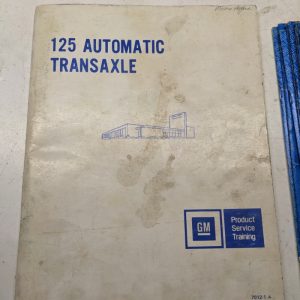 125 AUTOMATIC
TRANSAXLE
GM
Product
Service
Training